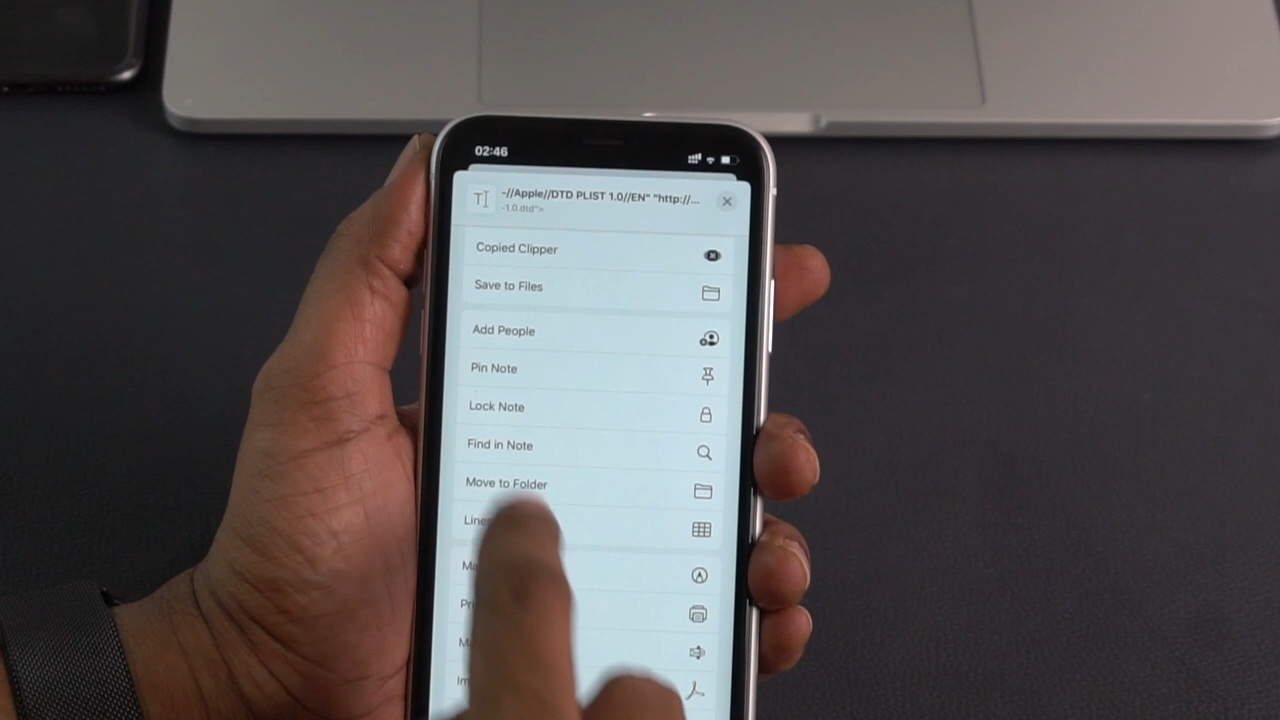 02:46
-//Apple//DTD PLIST 1.0//EN" "http://...
-1.0.dtd">
Copied Clipper
Save to Files
Add People
Pin Note
Lock Note
Find in Note
Move to Folder